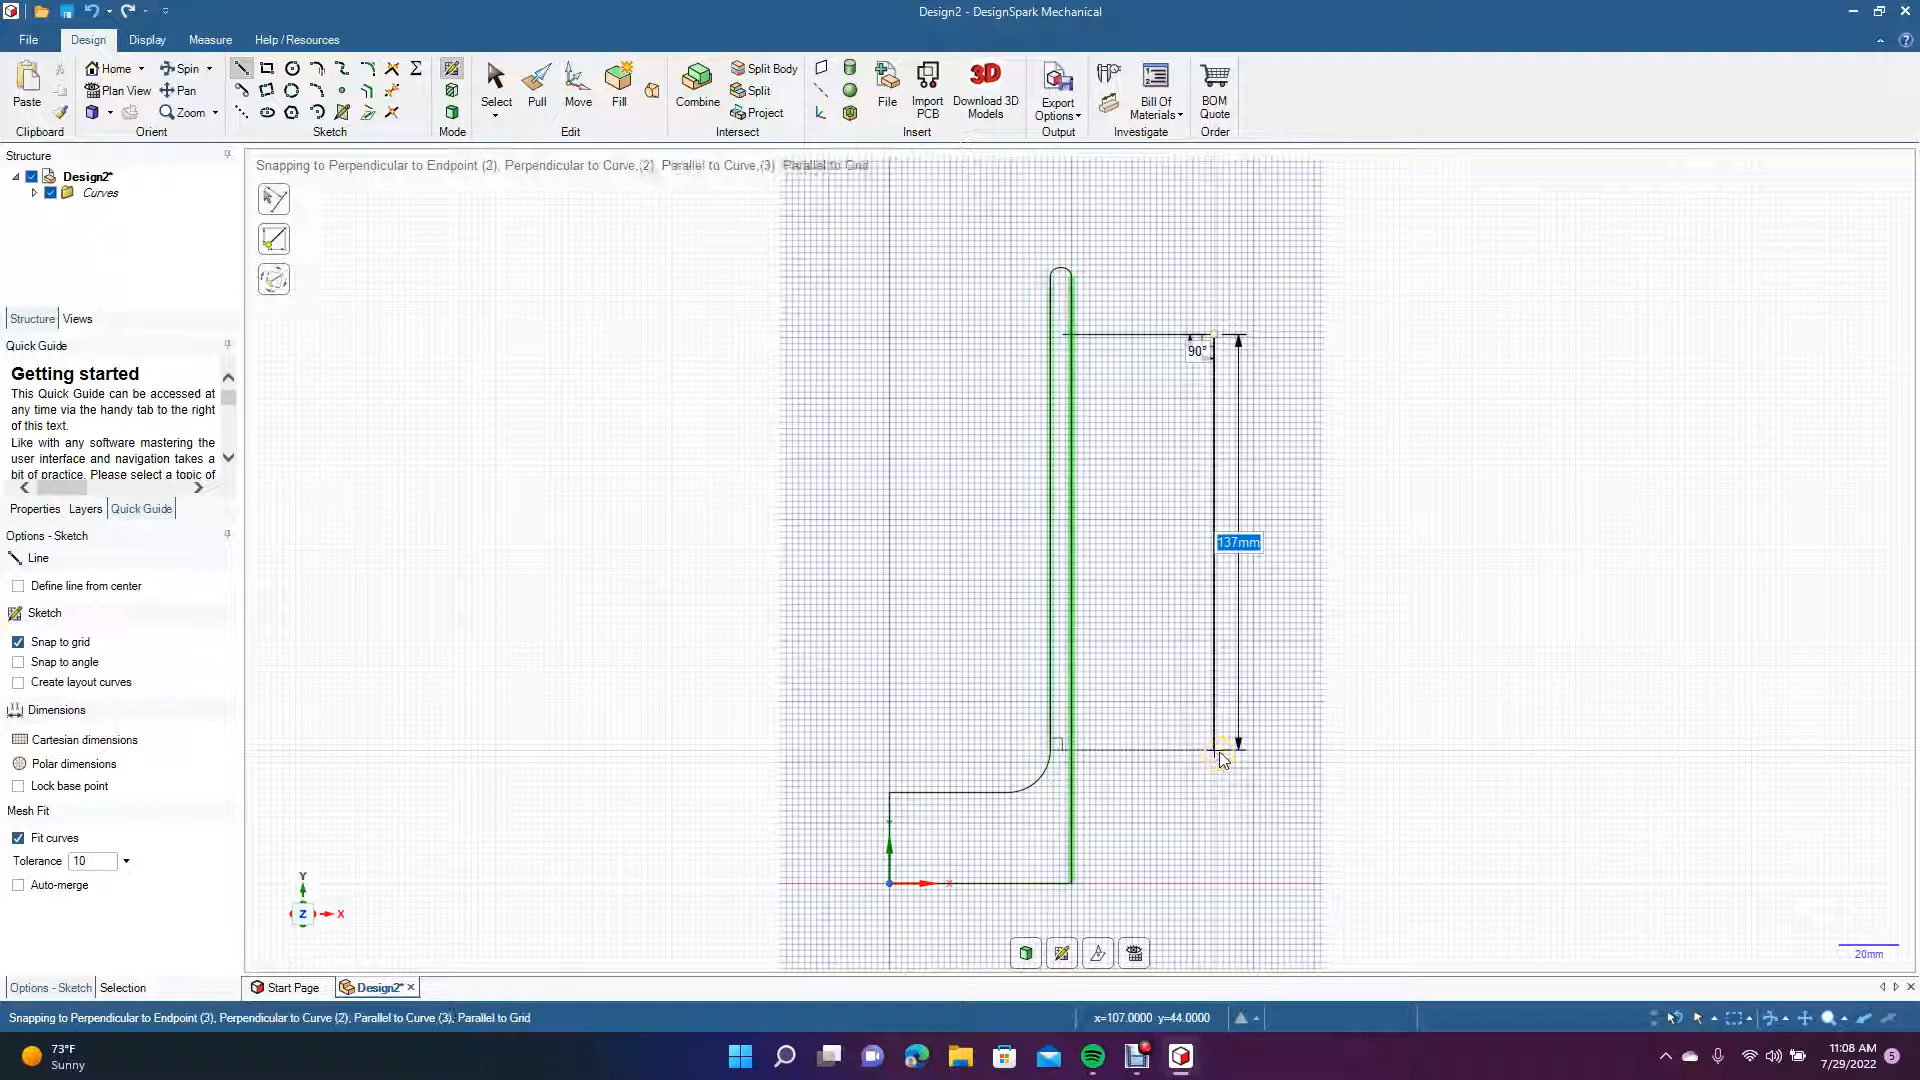 Design2 - DesignSpark Mechanical
File Design Display Measure Help / Resources
Paste
Clipboard
Home Spin
Plan View Pan
Zoom
Orient
Sketch
Mode
Select Pull Move Fill
Edit
Combine
Split Body
Split
Project
Intersect
File
Import PCB
3D
Download 3D Models
Insert
Export Options
Output
Bill Of Materials
Investigate
BOM Quote
Order
Structure
Design2*
Curves
Structure Views
Quick Guide
Getting started
This Quick Guide can be accessed at
any time via the handy tab to the right
of this text.
Like with any software mastering the
user interface and navigation takes a
bit of practice. Please select a topic of
Properties Layers Quick Guide
Options - Sketch
Line
Define line from center
Sketch
Snap to grid
Snap to angle
Create layout curves
Dimensions
Cartesian dimensions
Polar dimensions
Lock base point
Mesh Fit
Fit curves
Tolerance 10
Auto-merge
Options - Sketch Selection
Snapping to Perpendicular to Endpoint (2), Perpendicular to Curve,(2) Parallel to Curve,(3) Parallel to Grid
90°
137mm
X
Y
Z X
20mm
Start Page Design2*
Snapping to Perpendicular to Endpoint (3), Perpendicular to Curve (2), Parallel to Curve (3), Parallel to Grid
x=107.0000 y=44.0000
73°F
Sunny
11:08 AM
7/29/2022
5